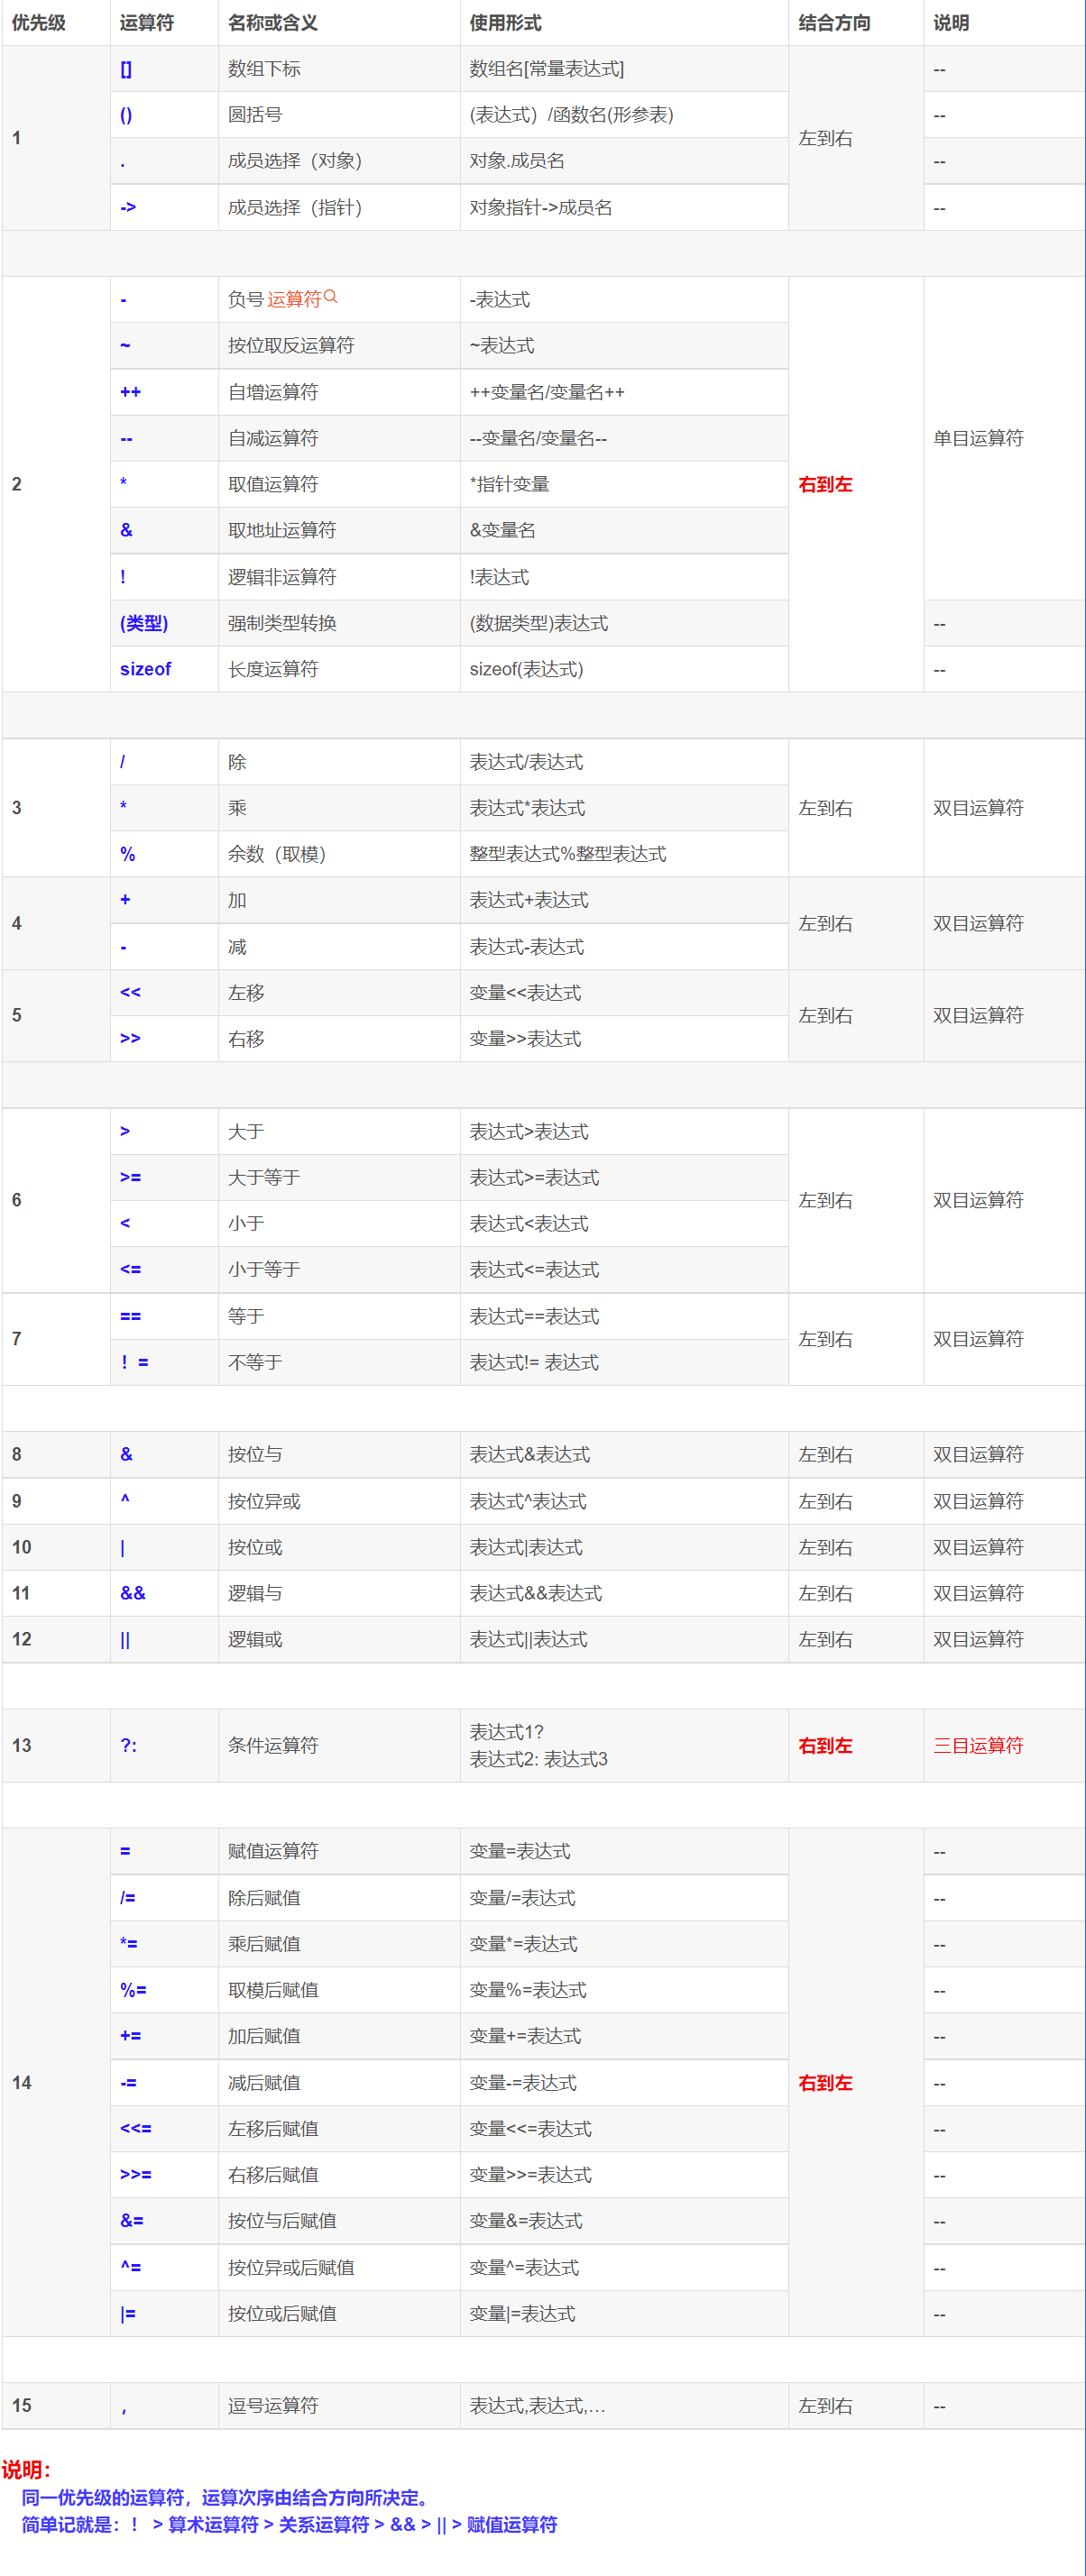 优先级 运算符 名称或含义 使用形式 结合方向 说明
1 [] 数组下标 数组名[常量表达式] 左到右 --
() 圆括号 (表达式）/函数名(形参表) --
. 成员选择（对象） 对象.成员名 --
-> 成员选择（指针） 对象指针->成员名 --
2 - 负号运算符 -表达式 右到左 单目运算符
~ 按位取反运算符 ~表达式
++ 自增运算符 ++变量名/变量名++
-- 自减运算符 --变量名/变量名--
* 取值运算符 *指针变量
& 取地址运算符 &变量名
! 逻辑非运算符 !表达式
(类型) 强制类型转换 (数据类型)表达式 --
sizeof 长度运算符 sizeof(表达式) --
3 / 除 表达式/表达式 左到右 双目运算符
* 乘 表达式*表达式
% 余数（取模） 整型表达式%整型表达式
4 + 加 表达式+表达式 左到右 双目运算符
- 减 表达式-表达式
5 << 左移 变量<<表达式 左到右 双目运算符
>> 右移 变量>>表达式
6 > 大于 表达式>表达式 左到右 双目运算符
>= 大于等于 表达式>=表达式
< 小于 表达式<表达式
<= 小于等于 表达式<=表达式
7 == 等于 表达式==表达式 左到右 双目运算符
！= 不等于 表达式!= 表达式
8 & 按位与 表达式&表达式 左到右 双目运算符
9 ^ 按位异或 表达式^表达式 左到右 双目运算符
10 | 按位或 表达式|表达式 左到右 双目运算符
11 && 逻辑与 表达式&&表达式 左到右 双目运算符
12 || 逻辑或 表达式||表达式 左到右 双目运算符
13 ?: 条件运算符 表达式1? 右到左 三目运算符
表达式2: 表达式3
14 = 赋值运算符 变量=表达式 右到左 --
/= 除后赋值 变量/=表达式 --
*= 乘后赋值 变量*=表达式 --
%= 取模后赋值 变量%=表达式 --
+= 加后赋值 变量+=表达式 --
-= 减后赋值 变量-=表达式 --
<<= 左移后赋值 变量<<=表达式 --
>>= 右移后赋值 变量>>=表达式 --
&= 按位与后赋值 变量&=表达式 --
^= 按位异或后赋值 变量^=表达式 --
|= 按位或后赋值 变量|=表达式 --
15 , 逗号运算符 表达式,表达式,… 左到右 --
说明：
同一优先级的运算符，运算次序由结合方向所决定。
简单记就是：！ > 算术运算符 > 关系运算符 > && > || > 赋值运算符